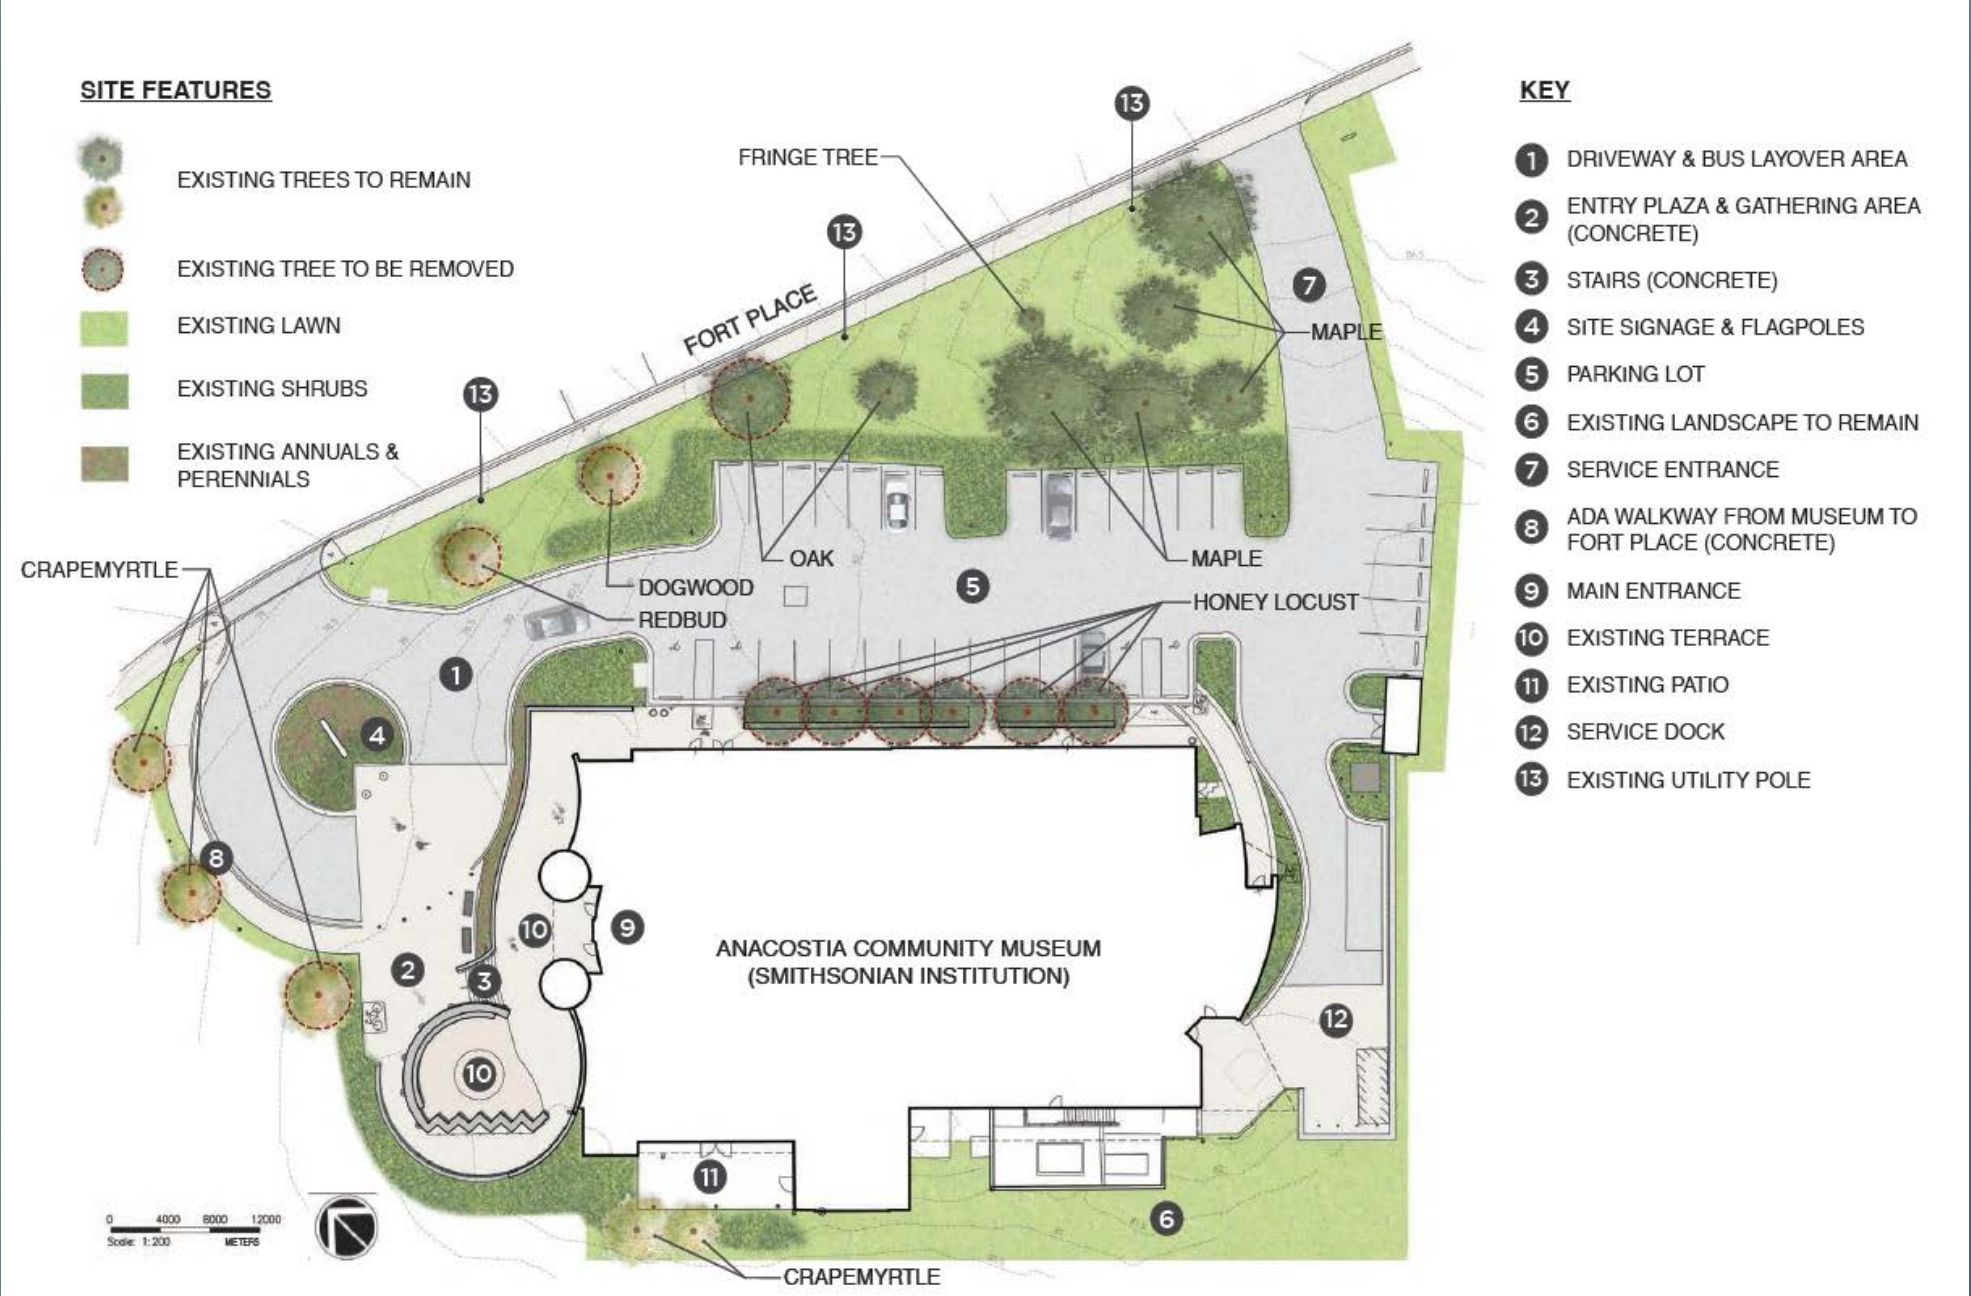 SITE FEATURES
EXISTING TREES TO REMAIN
EXISTING TREE TO BE REMOVED
EXISTING LAWN
EXISTING SHRUBS
EXISTING ANNUALS &
PERENNIALS
KEY
1 DRIVEWAY & BUS LAYOVER AREA
2 ENTRY PLAZA & GATHERING AREA
(CONCRETE)
3 STAIRS (CONCRETE)
4 SITE SIGNAGE & FLAGPOLES
5 PARKING LOT
6 EXISTING LANDSCAPE TO REMAIN
7 SERVICE ENTRANCE
8 ADA WALKWAY FROM MUSEUM TO
FORT PLACE (CONCRETE)
9 MAIN ENTRANCE
10 EXISTING TERRACE
11 EXISTING PATIO
12 SERVICE DOCK
13 EXISTING UTILITY POLE
13
FRINGE TREE
13
7
FORT PLACE
MAPLE
13
OAK
MAPLE
CRAPEMYRTLE
DOGWOOD
5
HONEY LOCUST
REDBUD
1
4
8
10
9
ANACOSTIA COMMUNITY MUSEUM
(SMITHSONIAN INSTITUTION)
2
3
12
10
11
6
0 4000 8000 12000
Scale: 1:200 METERS
CRAPEMYRTLE